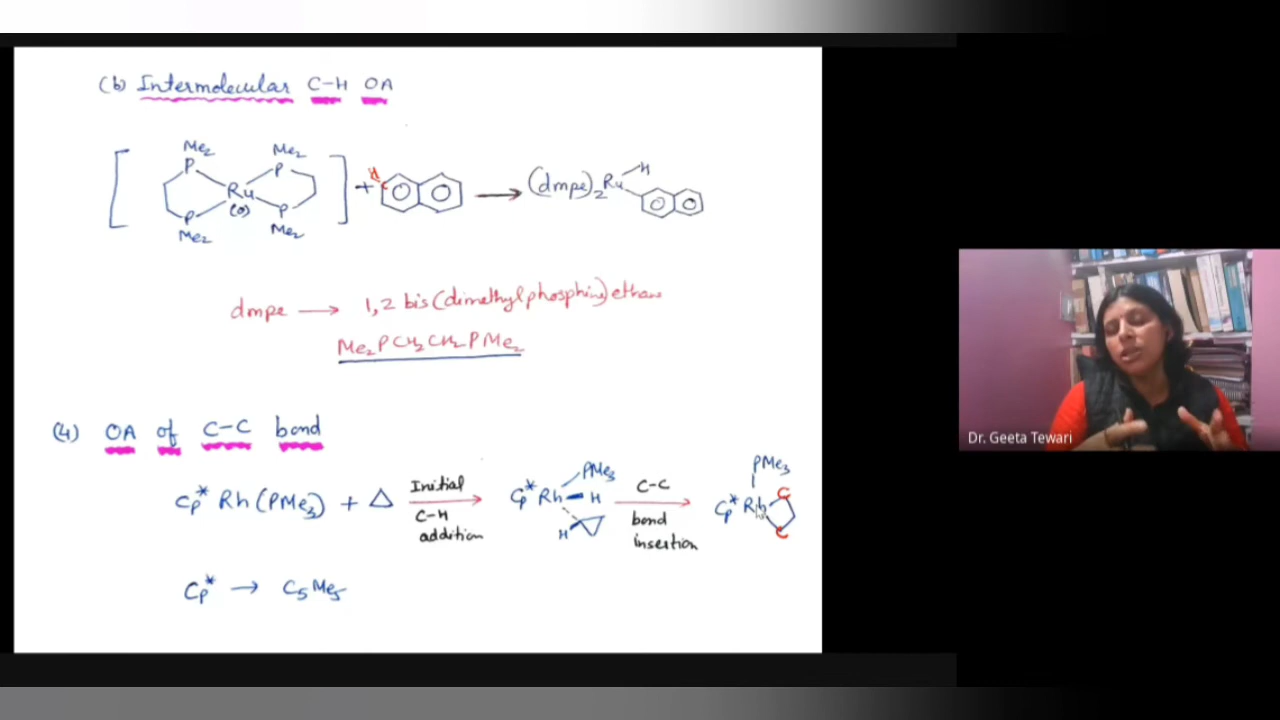 (b) Intermolecular C-H OA
Me₂ Me₂
P P
[ Ru ] + H C → (dmpe)₂Ru H
(0)
P P
Me₂ Me₂
dmpe → 1,2 bis(dimethylphosphine)ethane
Me₂PCH₂CH₂PMe₂
(4) OA of C-C bond
Cp* Rh(PMe₃) + △ Initial C-H addition → Cp* Rh PMe₃ H H C-C bond insertion → Cp* Rh PMe₃ C C
Cp* → C₅Me₅
Dr. Geeta Tewari